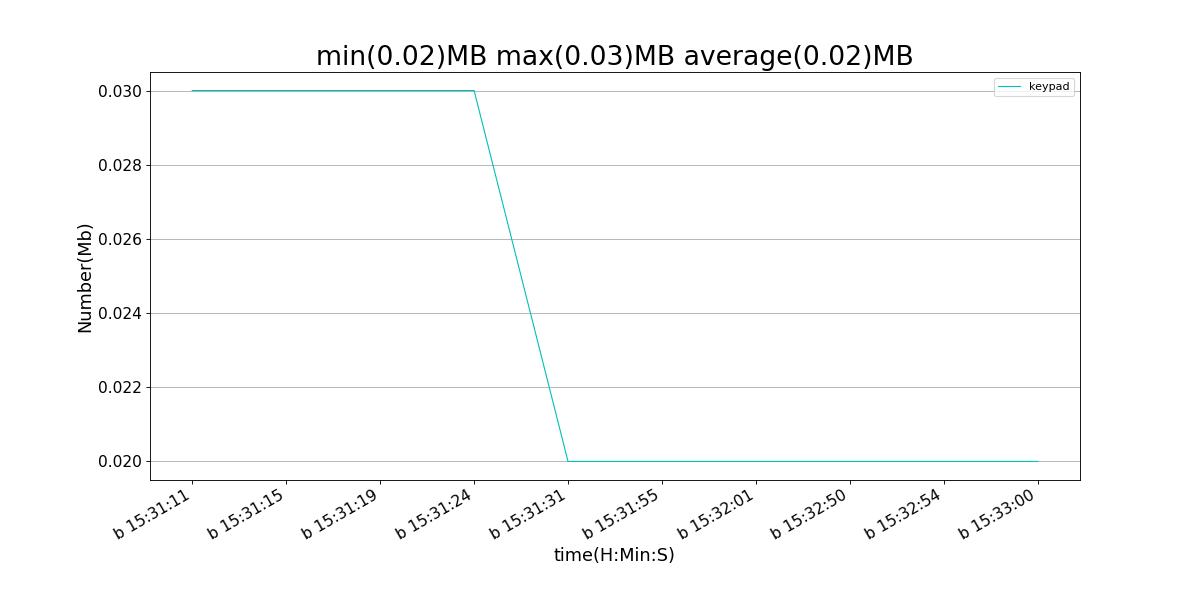 min(0.02)MB max(0.03)MB average(0.02)MB
keypad
0.030
0.028
0.026
0.024
0.022
0.020
Number(Mb)
b 15:31:11
b 15:31:15
b 15:31:19
b 15:31:24
b 15:31:31
b 15:31:55
b 15:32:01
b 15:32:50
b 15:32:54
b 15:33:00
time(H:Min:S)